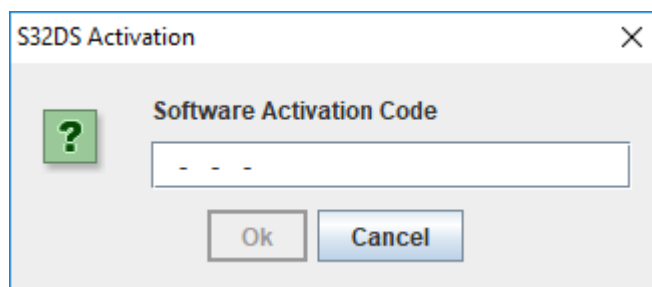 S32DS Activation
?
Software Activation Code
- - -
Ok Cancel